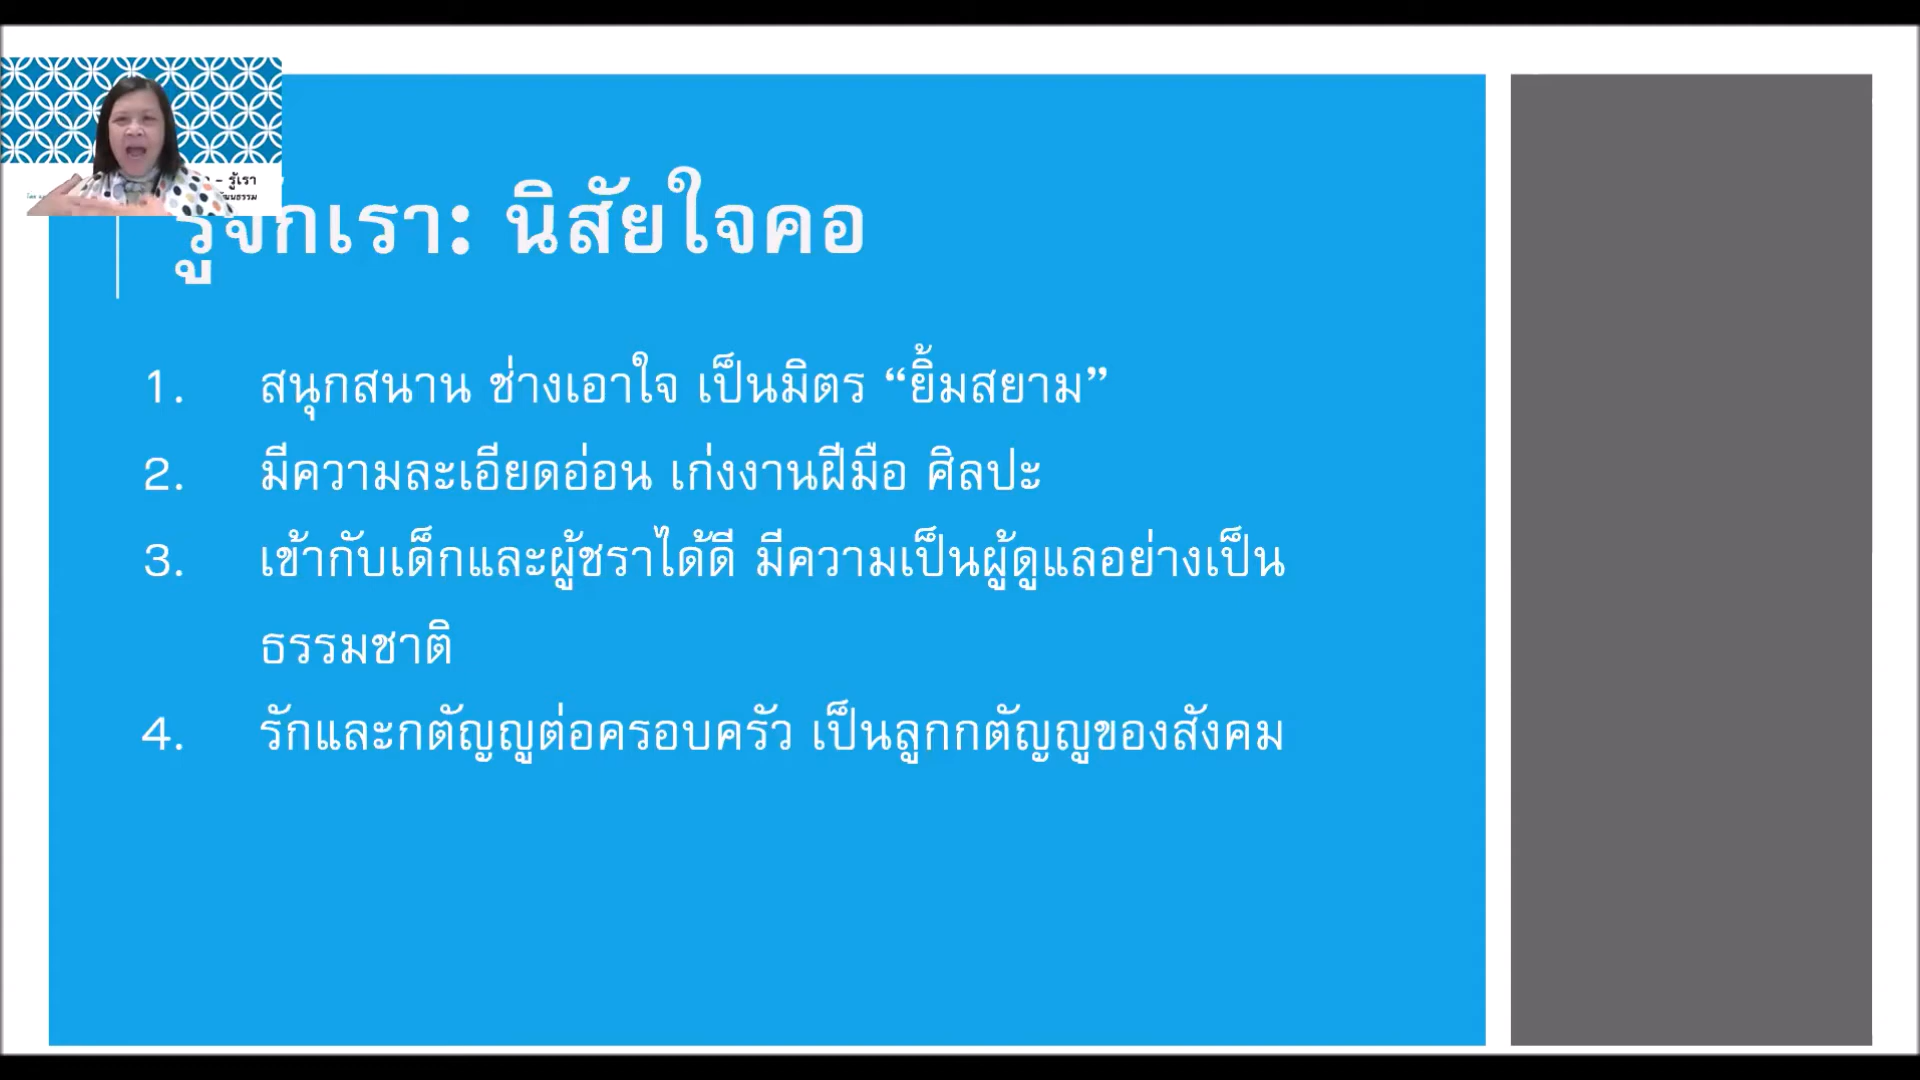 – รู้เรา
รู้จักเรา: นิสัยใจคอ
1. สนุกสนาน ช่างเอาใจ เป็นมิตร “ยิ้มสยาม”
2. มีความละเอียดอ่อน เก่งงานฝีมือ ศิลปะ
3. เข้ากับเด็กและผู้ชราได้ดี มีความเป็นผู้ดูแลอย่างเป็น
ธรรมชาติ
4. รักและกตัญญูต่อครอบครัว เป็นลูกกตัญญูของสังคม